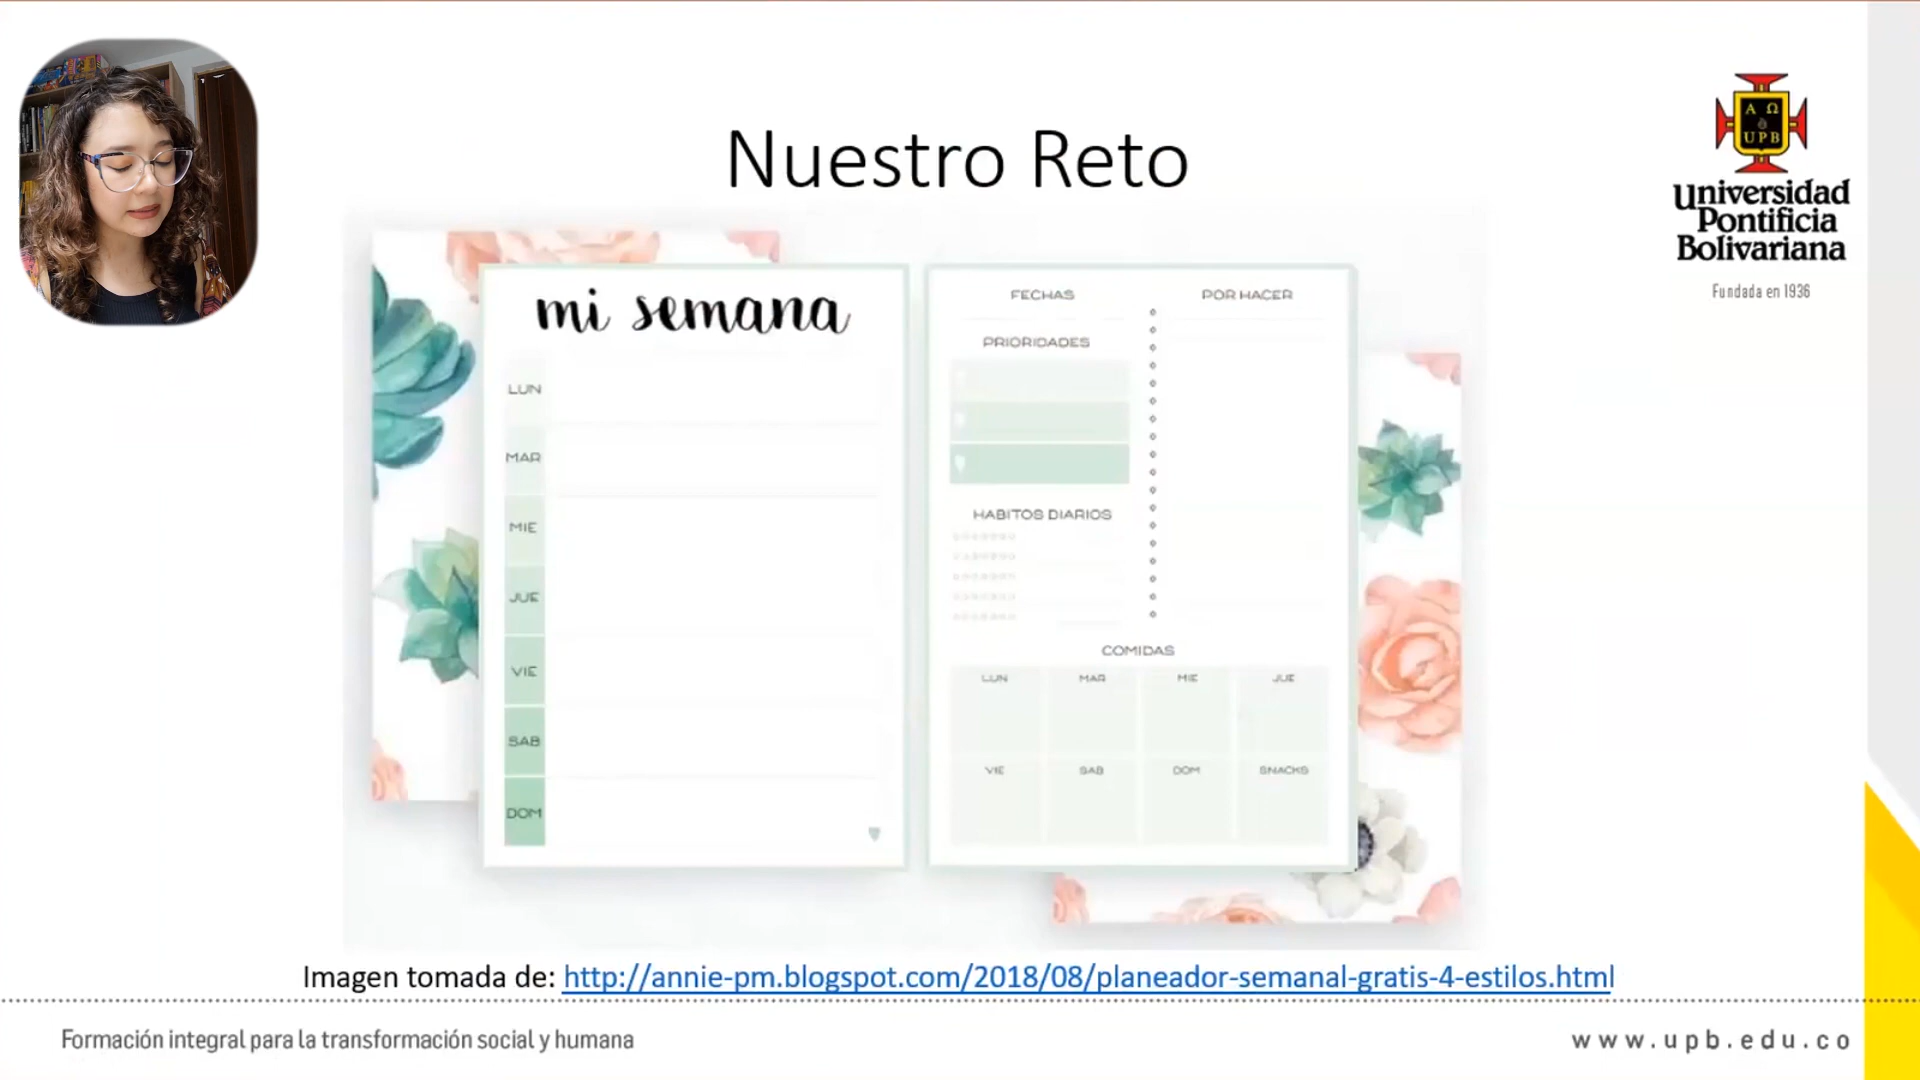 Nuestro Reto
Α Ω
UPB
Universidad
Pontificia
Bolivariana
Fundada en 1936
mi semana
LUN
MAR
MIE
JUE
VIE
SAB
DOM
FECHAS
PRIORIDADES
HABITOS DIARIOS
POR HACER
COMIDAS
LUN MAR MIE JUE
VIE SAB DOM SNACKS
Imagen tomada de: http://annie-pm.blogspot.com/2018/08/planeador-semanal-gratis-4-estilos.html
Formación integral para la transformación social y humana
www.upb.edu.co